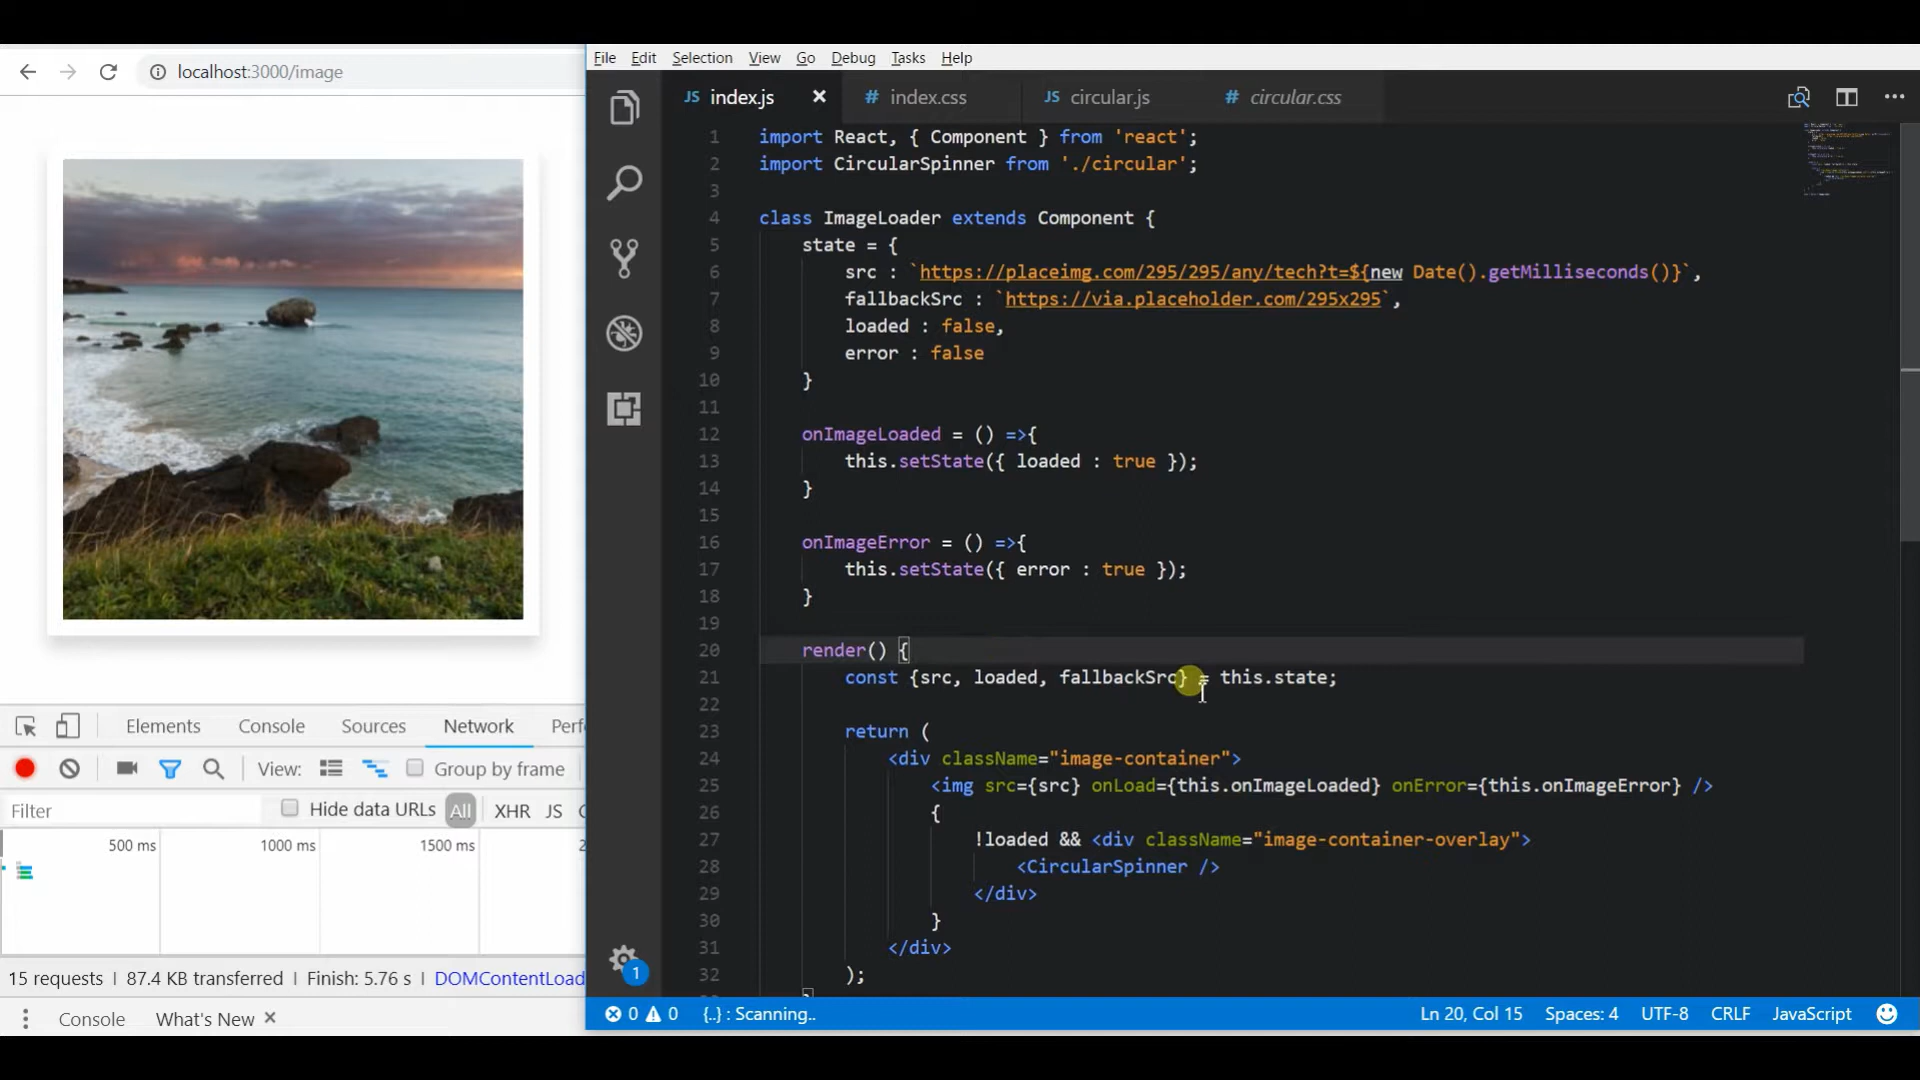 localhost:3000/image
Elements Console Sources Network Perf
View: Group by frame
Filter Hide data URLs All XHR JS
500 ms 1000 ms 1500 ms 2
15 requests | 87.4 KB transferred | Finish: 5.76 s | DOMContentLoad
Console What's New
File Edit Selection View Go Debug Tasks Help
JS index.js # index.css JS circular.js # circular.css
1 import React, { Component } from 'react';
2 import CircularSpinner from './circular';
3
4 class ImageLoader extends Component {
5 state = {
6 src : `https://placeimg.com/295/295/any/tech?t=${new Date().getMilliseconds()}`,
7 fallbackSrc : `https://via.placeholder.com/295x295`,
8 loaded : false,
9 error : false
10 }
11
12 onImageLoaded = () =>{
13 this.setState({ loaded : true });
14 }
15
16 onImageError = () =>{
17 this.setState({ error : true });
18 }
19
20 render() {
21 const {src, loaded, fallbackSrc} = this.state;
22
23 return (
24 <div className="image-container">
25 <img src={src} onLoad={this.onImageLoaded} onError={this.onImageError} />
26 {
27 !loaded && <div className="image-container-overlay">
28 <CircularSpinner />
29 </div>
30 }
31 </div>
32 );
1
0 0 {..} : Scanning.. Ln 20, Col 15 Spaces: 4 UTF-8 CRLF JavaScript